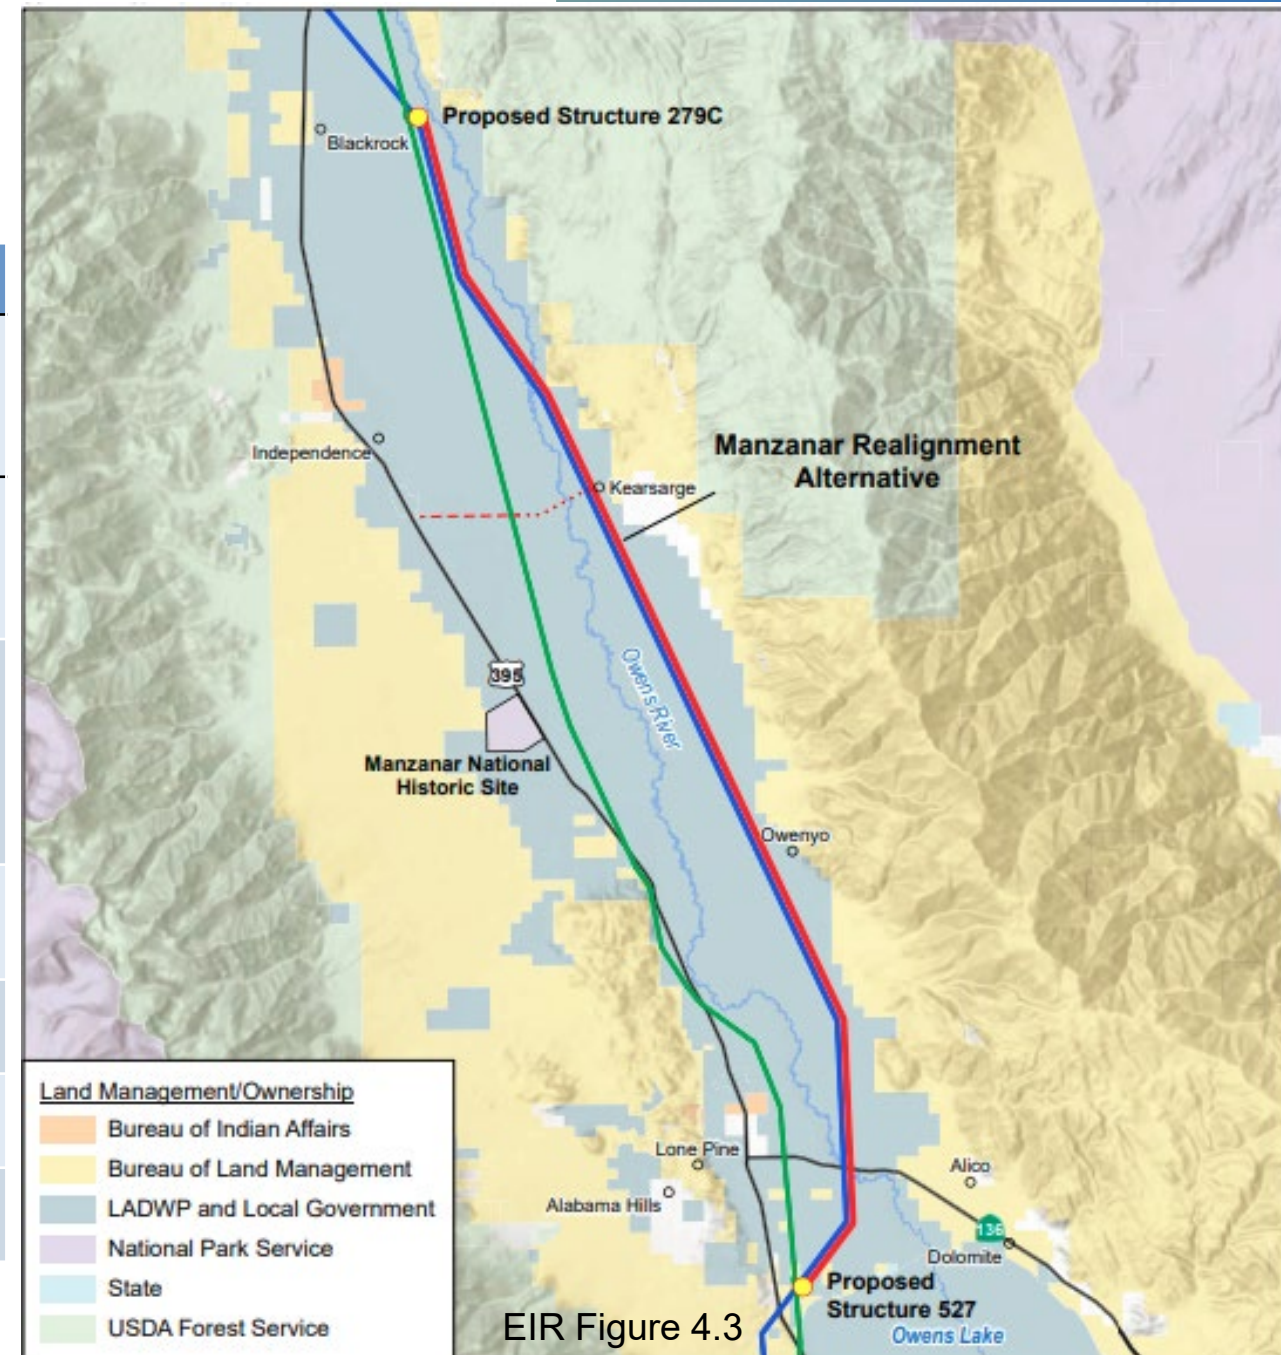 Proposed Structure 279C
Blackrock
Independence
Manzanar Realignment
Alternative
Kearsarge
395
Owens River
Manzanar National
Historic Site
Owenyo
Lone Pine
Alico
Alabama Hills
136
Dolomite
Proposed
Structure 527
Owens Lake
Land Management/Ownership
Bureau of Indian Affairs
Bureau of Land Management
LADWP and Local Government
National Park Service
State
USDA Forest Service
EIR Figure 4.3